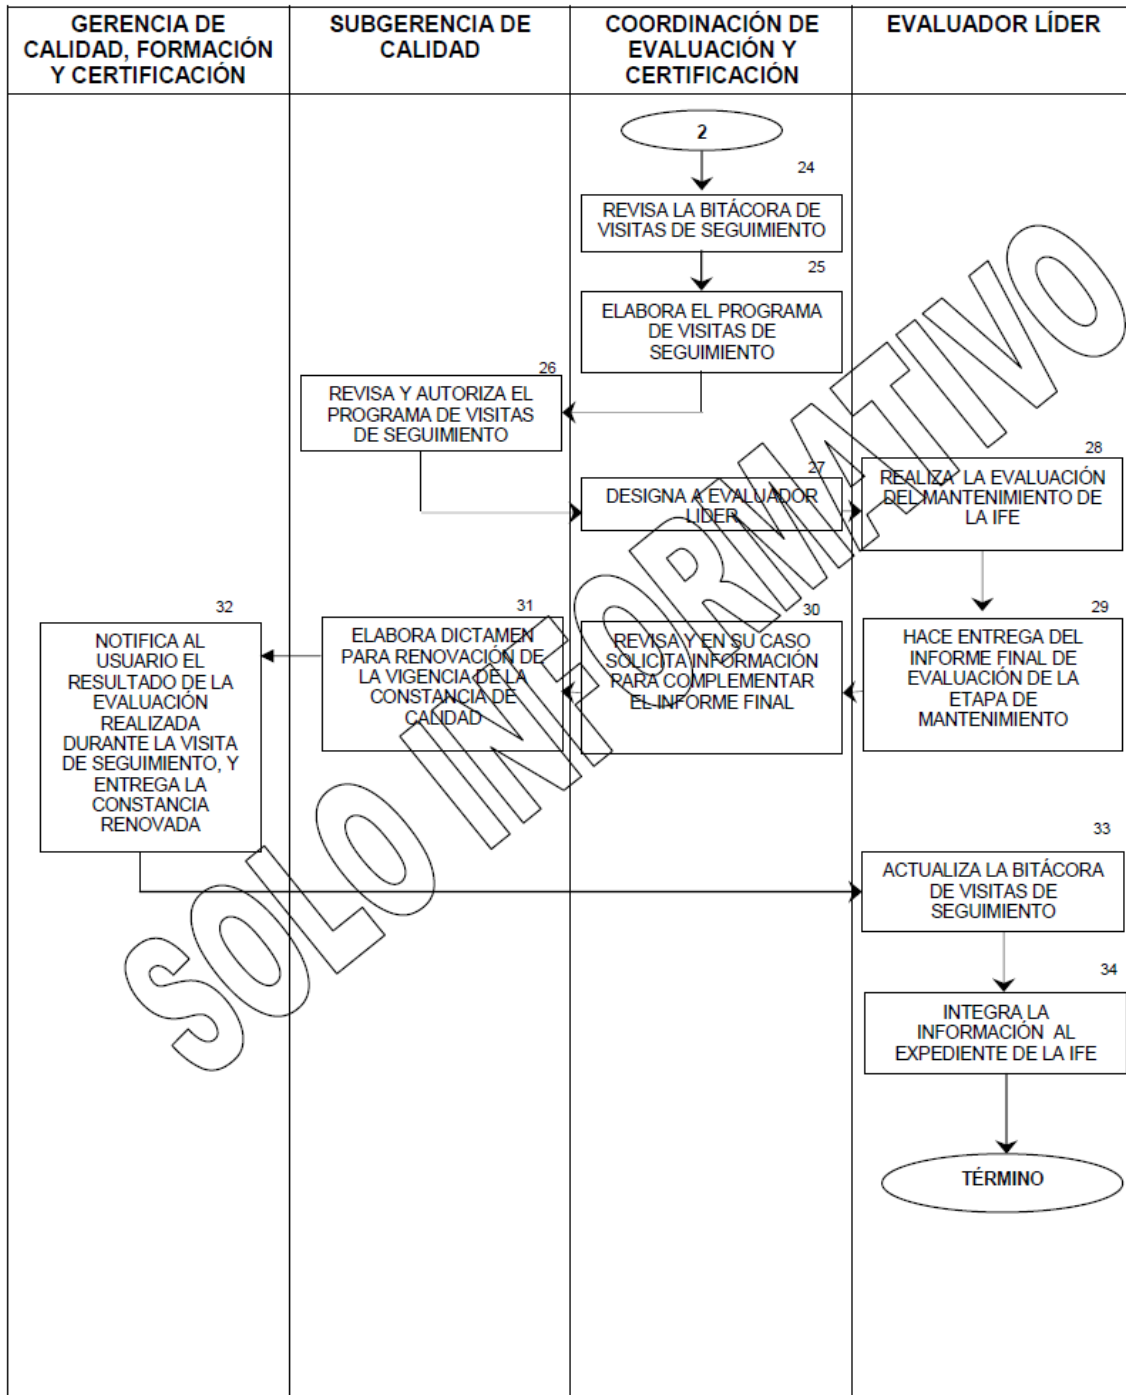 GERENCIA DE
CALIDAD, FORMACIÓN
Y CERTIFICACIÓN
SUBGERENCIA DE
CALIDAD
COORDINACIÓN DE
EVALUACIÓN Y
CERTIFICACIÓN
EVALUADOR LÍDER
2
24
REVISA LA BITÁCORA DE
VISITAS DE SEGUIMIENTO
25
ELABORA EL PROGRAMA
DE VISITAS DE
SEGUIMIENTO
26
REVISA Y AUTORIZA EL
PROGRAMA DE VISITAS
DE SEGUIMIENTO
27
DESIGNA A EVALUADOR
LIDER
28
REALIZA LA EVALUACIÓN
DEL MANTENIMIENTO DE
LA IFE
29
HACE ENTREGA DEL
INFORME FINAL DE
EVALUACIÓN DE LA
ETAPA DE
MANTENIMIENTO
30
REVISA Y EN SU CASO
SOLICITA INFORMACIÓN
PARA COMPLEMENTAR
EL INFORME FINAL
31
ELABORA DICTAMEN
PARA RENOVACIÓN DE
LA VIGENCIA DE LA
CONSTANCIA DE
CALIDAD
32
NOTIFICA AL
USUARIO EL
RESULTADO DE LA
EVALUACIÓN
REALIZADA
DURANTE LA VISITA
DE SEGUIMIENTO, Y
ENTREGA LA
CONSTANCIA
RENOVADA
33
ACTUALIZA LA BITÁCORA
DE VISITAS DE
SEGUIMIENTO
34
INTEGRA LA
INFORMACIÓN AL
EXPEDIENTE DE LA IFE
TÉRMINO
SOLO INFORMATIVO